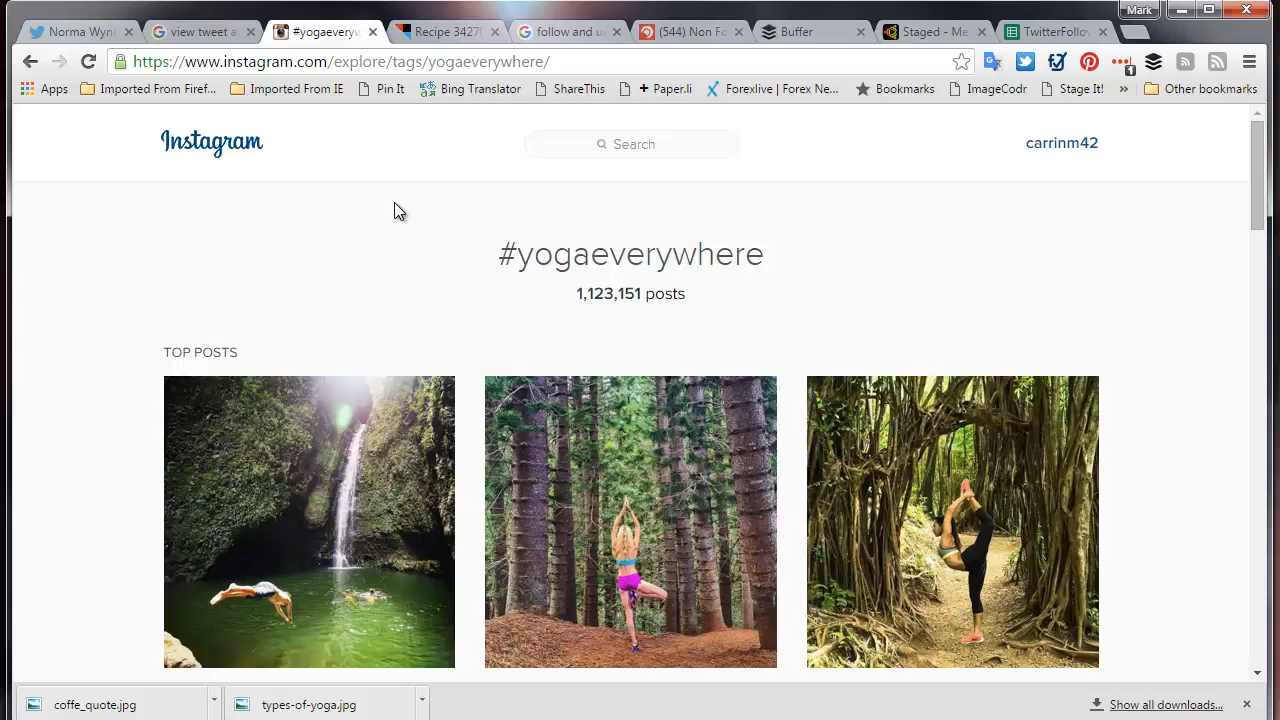 Mark
Norma Wyn
view tweet a
#yogaeveryw
Recipe 3427
follow and u
(544) Non Fo
Buffer
Staged - Me
TwitterFollo
https://www.instagram.com/explore/tags/yogaeverywhere/
1
Apps
Imported From Firef...
Imported From IE
Pin It
Bing Translator
ShareThis
+ Paper.li
Forexlive | Forex Ne...
Bookmarks
ImageCodr
Stage It!
»
Other bookmarks
Instagram
Search
carrinm42
#yogaeverywhere
1,123,151 posts
TOP POSTS
coffe_quote.jpg
types-of-yoga.jpg
Show all downloads...